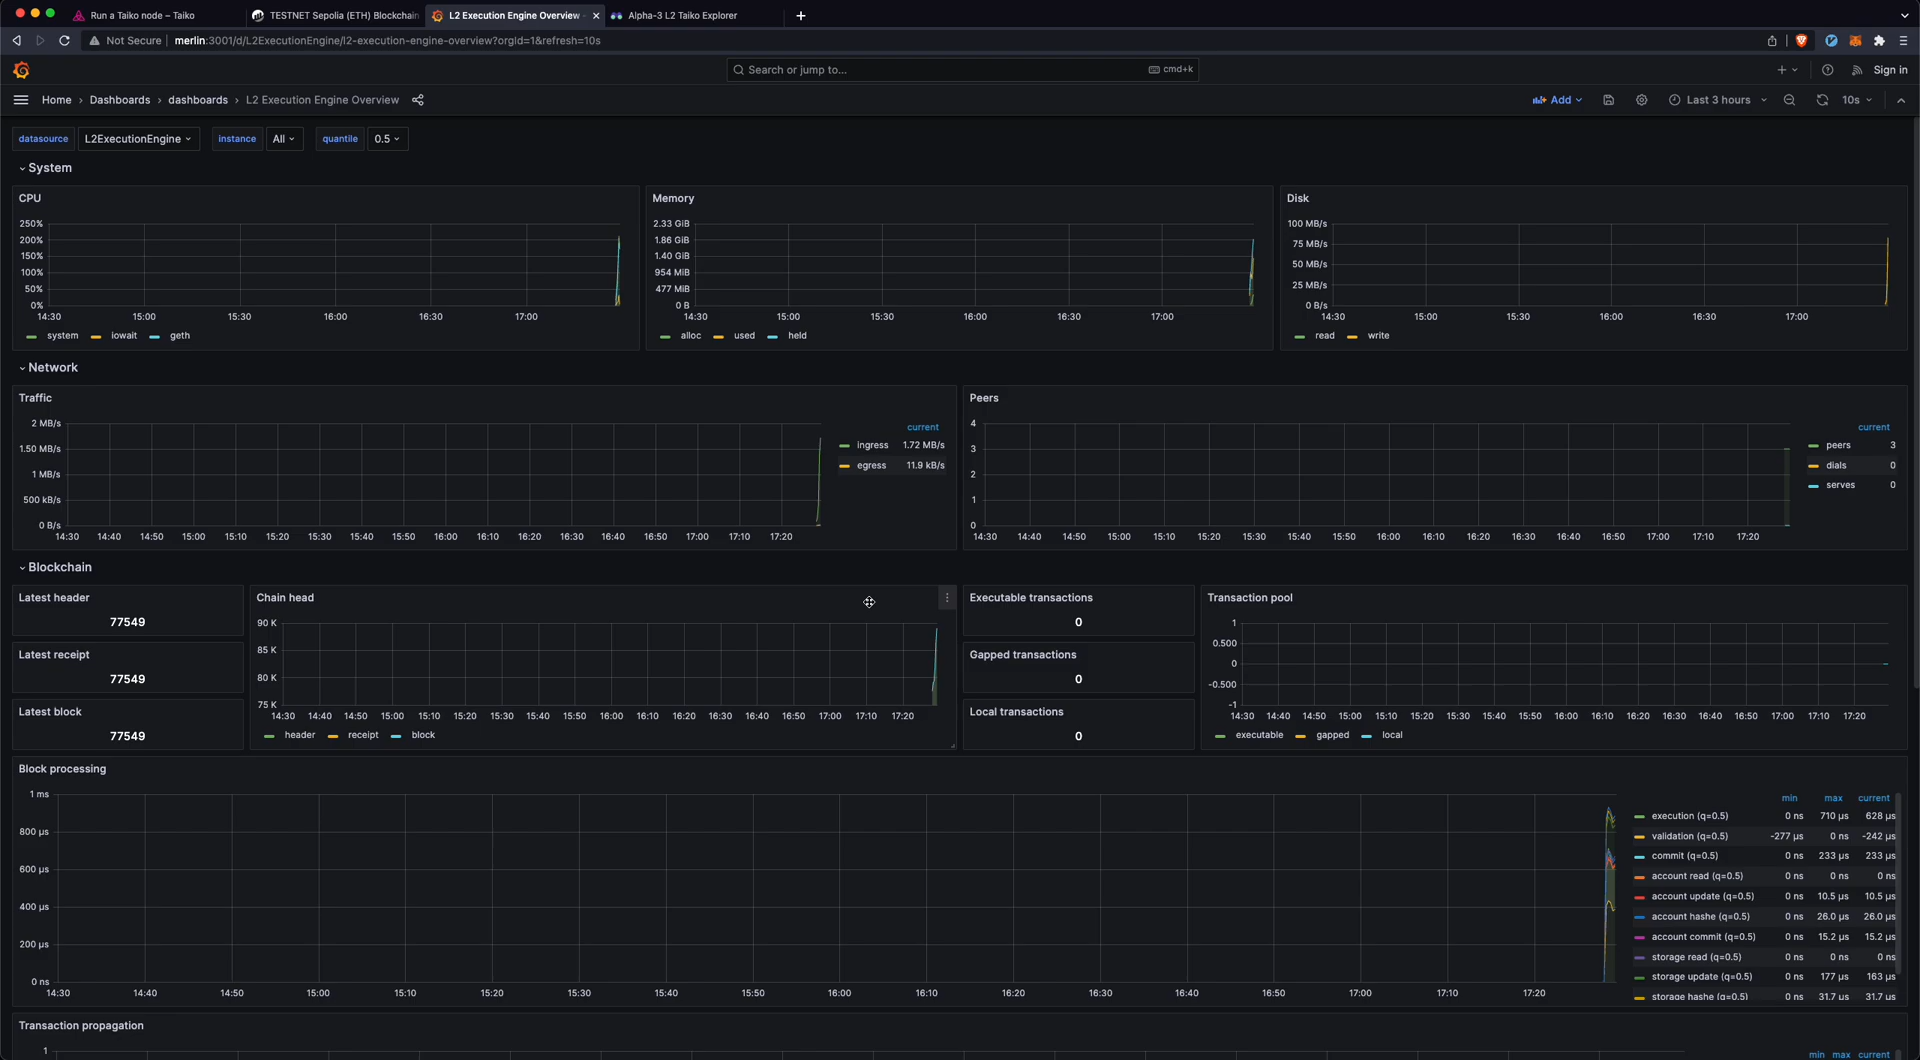 Run a Taiko node – Taiko
TESTNET Sepolia (ETH) Blockchain
L2 Execution Engine Overview
Alpha-3 L2 Taiko Explorer
Not Secure merlin:3001/d/L2ExecutionEngine/l2-execution-engine-overview?orgId=1&refresh=10s
Search or jump to... cmd+k Sign in
Home › Dashboards › dashboards › L2 Execution Engine Overview
Add Last 3 hours 10s
datasource L2ExecutionEngine instance All quantile 0.5
System
CPU
250%
200%
150%
100%
50%
0%
14:30 15:00 15:30 16:00 16:30 17:00
system iowait geth
Memory
2.33 GiB
1.86 GiB
1.40 GiB
954 MiB
477 MiB
0 B
14:30 15:00 15:30 16:00 16:30 17:00
alloc used held
Disk
100 MB/s
75 MB/s
50 MB/s
25 MB/s
0 B/s
14:30 15:00 15:30 16:00 16:30 17:00
read write
Network
Traffic
2 MB/s
1.50 MB/s
1 MB/s
500 kB/s
0 B/s
14:30 14:40 14:50 15:00 15:10 15:20 15:30 15:40 15:50 16:00 16:10 16:20 16:30 16:40 16:50 17:00 17:10 17:20
current
ingress 1.72 MB/s
egress 11.9 kB/s
Peers
4
3
2
1
0
14:30 14:40 14:50 15:00 15:10 15:20 15:30 15:40 15:50 16:00 16:10 16:20 16:30 16:40 16:50 17:00 17:10 17:20
current
peers 3
dials 0
serves 0
Blockchain
Latest header
77549
Latest receipt
77549
Latest block
77549
Chain head
90 K
85 K
80 K
75 K
14:30 14:40 14:50 15:00 15:10 15:20 15:30 15:40 15:50 16:00 16:10 16:20 16:30 16:40 16:50 17:00 17:10 17:20
header receipt block
Executable transactions
0
Gapped transactions
0
Local transactions
0
Transaction pool
1
0.500
0
-0.500
-1
14:30 14:40 14:50 15:00 15:10 15:20 15:30 15:40 15:50 16:00 16:10 16:20 16:30 16:40 16:50 17:00 17:10 17:20
executable gapped local
Block processing
1 ms
800 µs
600 µs
400 µs
200 µs
0 ns
14:30 14:40 14:50 15:00 15:10 15:20 15:30 15:40 15:50 16:00 16:10 16:20 16:30 16:40 16:50 17:00 17:10 17:20
min max current
execution (q=0.5) 0 ns 710 µs 628 µs
validation (q=0.5) -277 µs 0 ns -242 µs
commit (q=0.5) 0 ns 233 µs 233 µs
account read (q=0.5) 0 ns 0 ns 0 ns
account update (q=0.5) 0 ns 10.5 µs 10.5 µs
account hashe (q=0.5) 0 ns 26.0 µs 26.0 µs
account commit (q=0.5) 0 ns 15.2 µs 15.2 µs
storage read (q=0.5) 0 ns 0 ns 0 ns
storage update (q=0.5) 0 ns 177 µs 163 µs
storage hashe (q=0.5) 0 ns 31.7 µs 31.7 µs
Transaction propagation
1
min max current